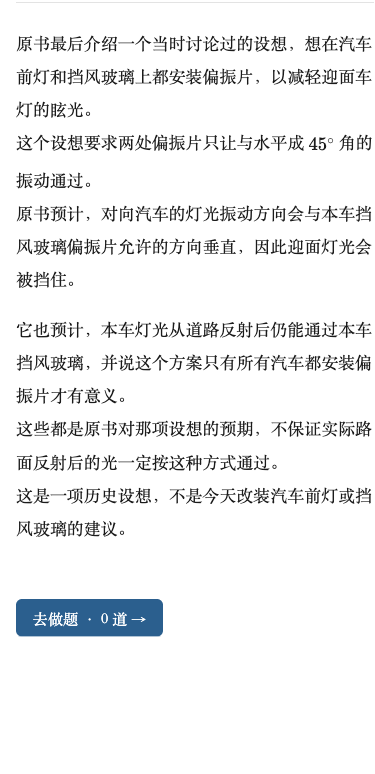 原书最后介绍一个当时讨论过的设想，想在汽车
前灯和挡风玻璃上都安装偏振片，以减轻迎面车
灯的眩光。
这个设想要求两处偏振片只让与水平成 45° 角的
振动通过。
原书预计，对向汽车的灯光振动方向会与本车挡
风玻璃偏振片允许的方向垂直，因此迎面灯光会
被挡住。
它也预计，本车灯光从道路反射后仍能通过本车
挡风玻璃，并说这个方案只有所有汽车都安装偏
振片才有意义。
这些都是原书对那项设想的预期，不保证实际路
面反射后的光一定按这种方式通过。
这是一项历史设想，不是今天改装汽车前灯或挡
风玻璃的建议。
去做题 · 0 道 →